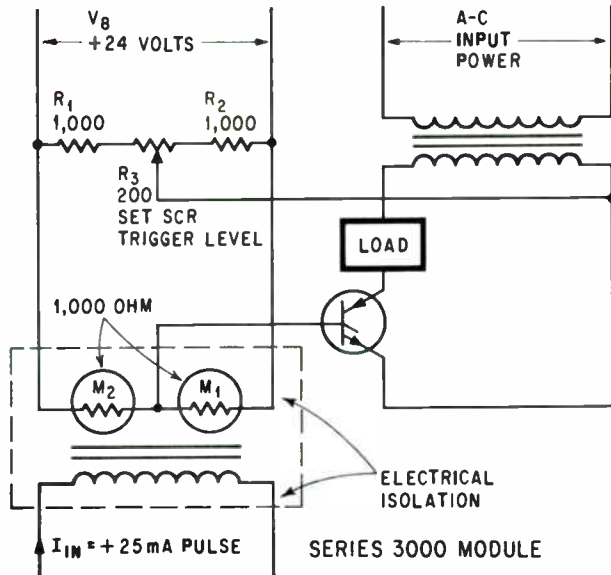 V8
+24 VOLTS
A-C
INPUT
POWER
R1
1,000
R2
1,000
R3
200
SET SCR
TRIGGER LEVEL
LOAD
1,000 OHM
M2
M1
ELECTRICAL
ISOLATION
IIN = +25mA PULSE
SERIES 3000 MODULE